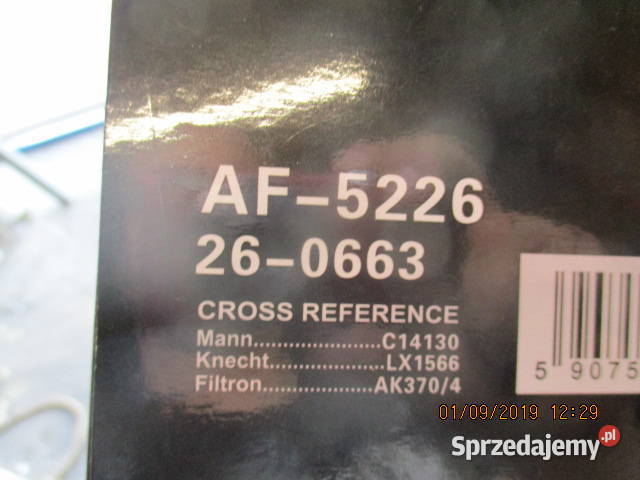 AF-5226
26-0663
CROSS REFERENCE
Mann......................C14130
Knecht....................LX1566
Filtron...................AK370/4
5 9075
01/09/2019 12:29
Sprzedajemy.pl